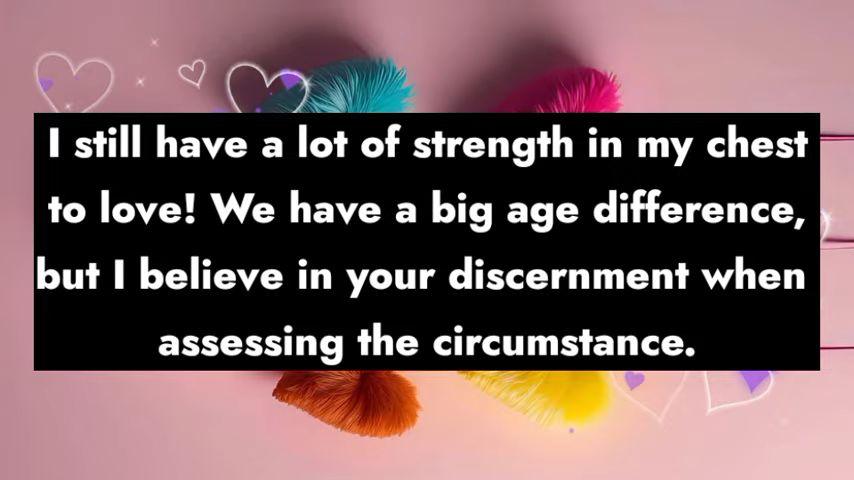 I still have a lot of strength in my chest
to love! We have a big age difference,
but I believe in your discernment when
assessing the circumstance.